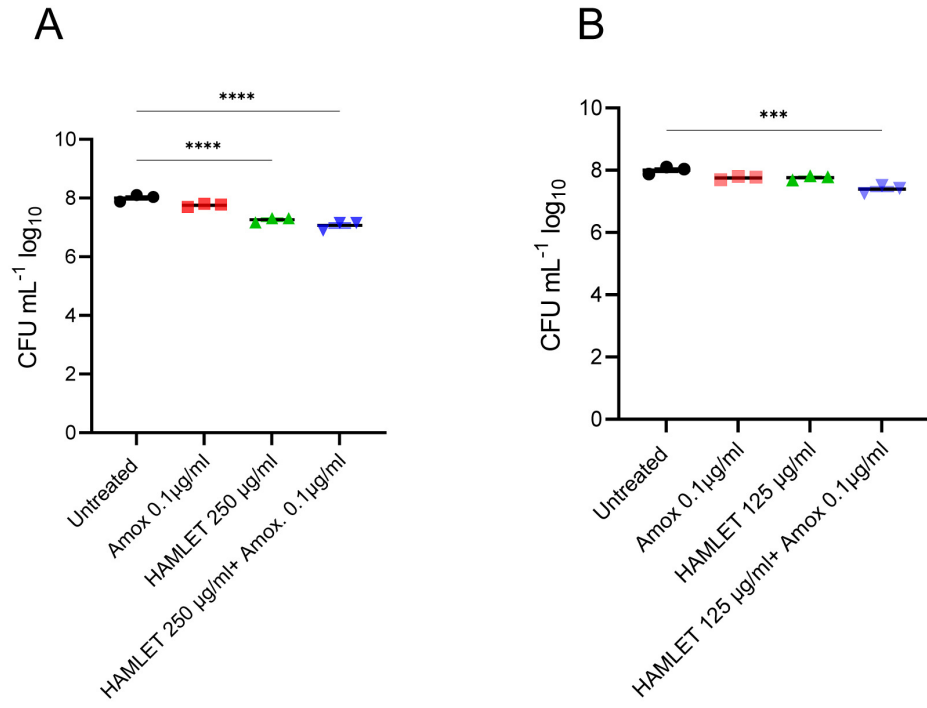 A
****
****
10
8
6
4
2
0
CFU mL⁻¹ log₁₀
Untreated
Amox 0.1µg/ml
HAMLET 250 µg/ml
HAMLET 250 µg/ml+ Amox. 0.1µg/ml
B
***
10
8
6
4
2
0
CFU mL⁻¹ log₁₀
Untreated
Amox 0.1µg/ml
HAMLET 125 µg/ml
HAMLET 125 µg/ml+ Amox 0.1µg/ml